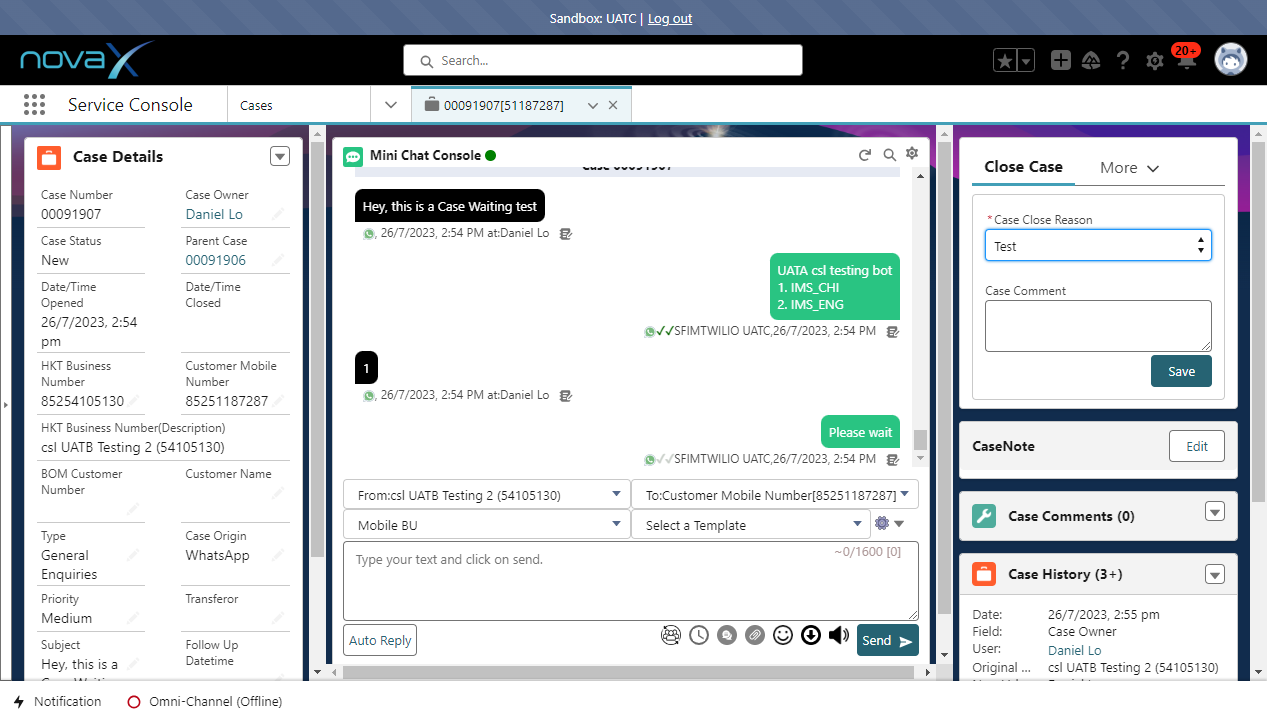 Sandbox: UATC | Log out
novaX
Search...
20+
Service Console
Cases
00091907[51187287]
Case Details
Case Number
00091907
Case Owner
Daniel Lo
Case Status
New
Parent Case
00091906
Date/Time
Opened
26/7/2023, 2:54
pm
Date/Time
Closed
HKT Business
Number
85254105130
Customer Mobile
Number
85251187287
HKT Business Number(Description)
csl UATB Testing 2 (54105130)
BOM Customer
Number
Customer Name
Type
General
Enquiries
Case Origin
WhatsApp
Priority
Medium
Transferor
Subject
Hey, this is a
Follow Up
Datetime
Mini Chat Console
Case 00091907
Hey, this is a Case Waiting test
, 26/7/2023, 2:54 PM at:Daniel Lo
UATA csl testing bot
1. IMS_CHI
2. IMS_ENG
SFIMTWILIO UATC,26/7/2023, 2:54 PM
1
, 26/7/2023, 2:54 PM at:Daniel Lo
Please wait
SFIMTWILIO UATC,26/7/2023, 2:54 PM
From:csl UATB Testing 2 (54105130)
To:Customer Mobile Number[85251187287]
Mobile BU
Select a Template
Type your text and click on send.
~0/1600 [0]
Auto Reply
Send
Close Case
More
*Case Close Reason
Test
Case Comment
Save
CaseNote
Edit
Case Comments (0)
Case History (3+)
Date:
26/7/2023, 2:55 pm
Field:
Case Owner
User:
Daniel Lo
Original ...
csl UATB Testing 2 (54105130)
Notification
Omni-Channel (Offline)